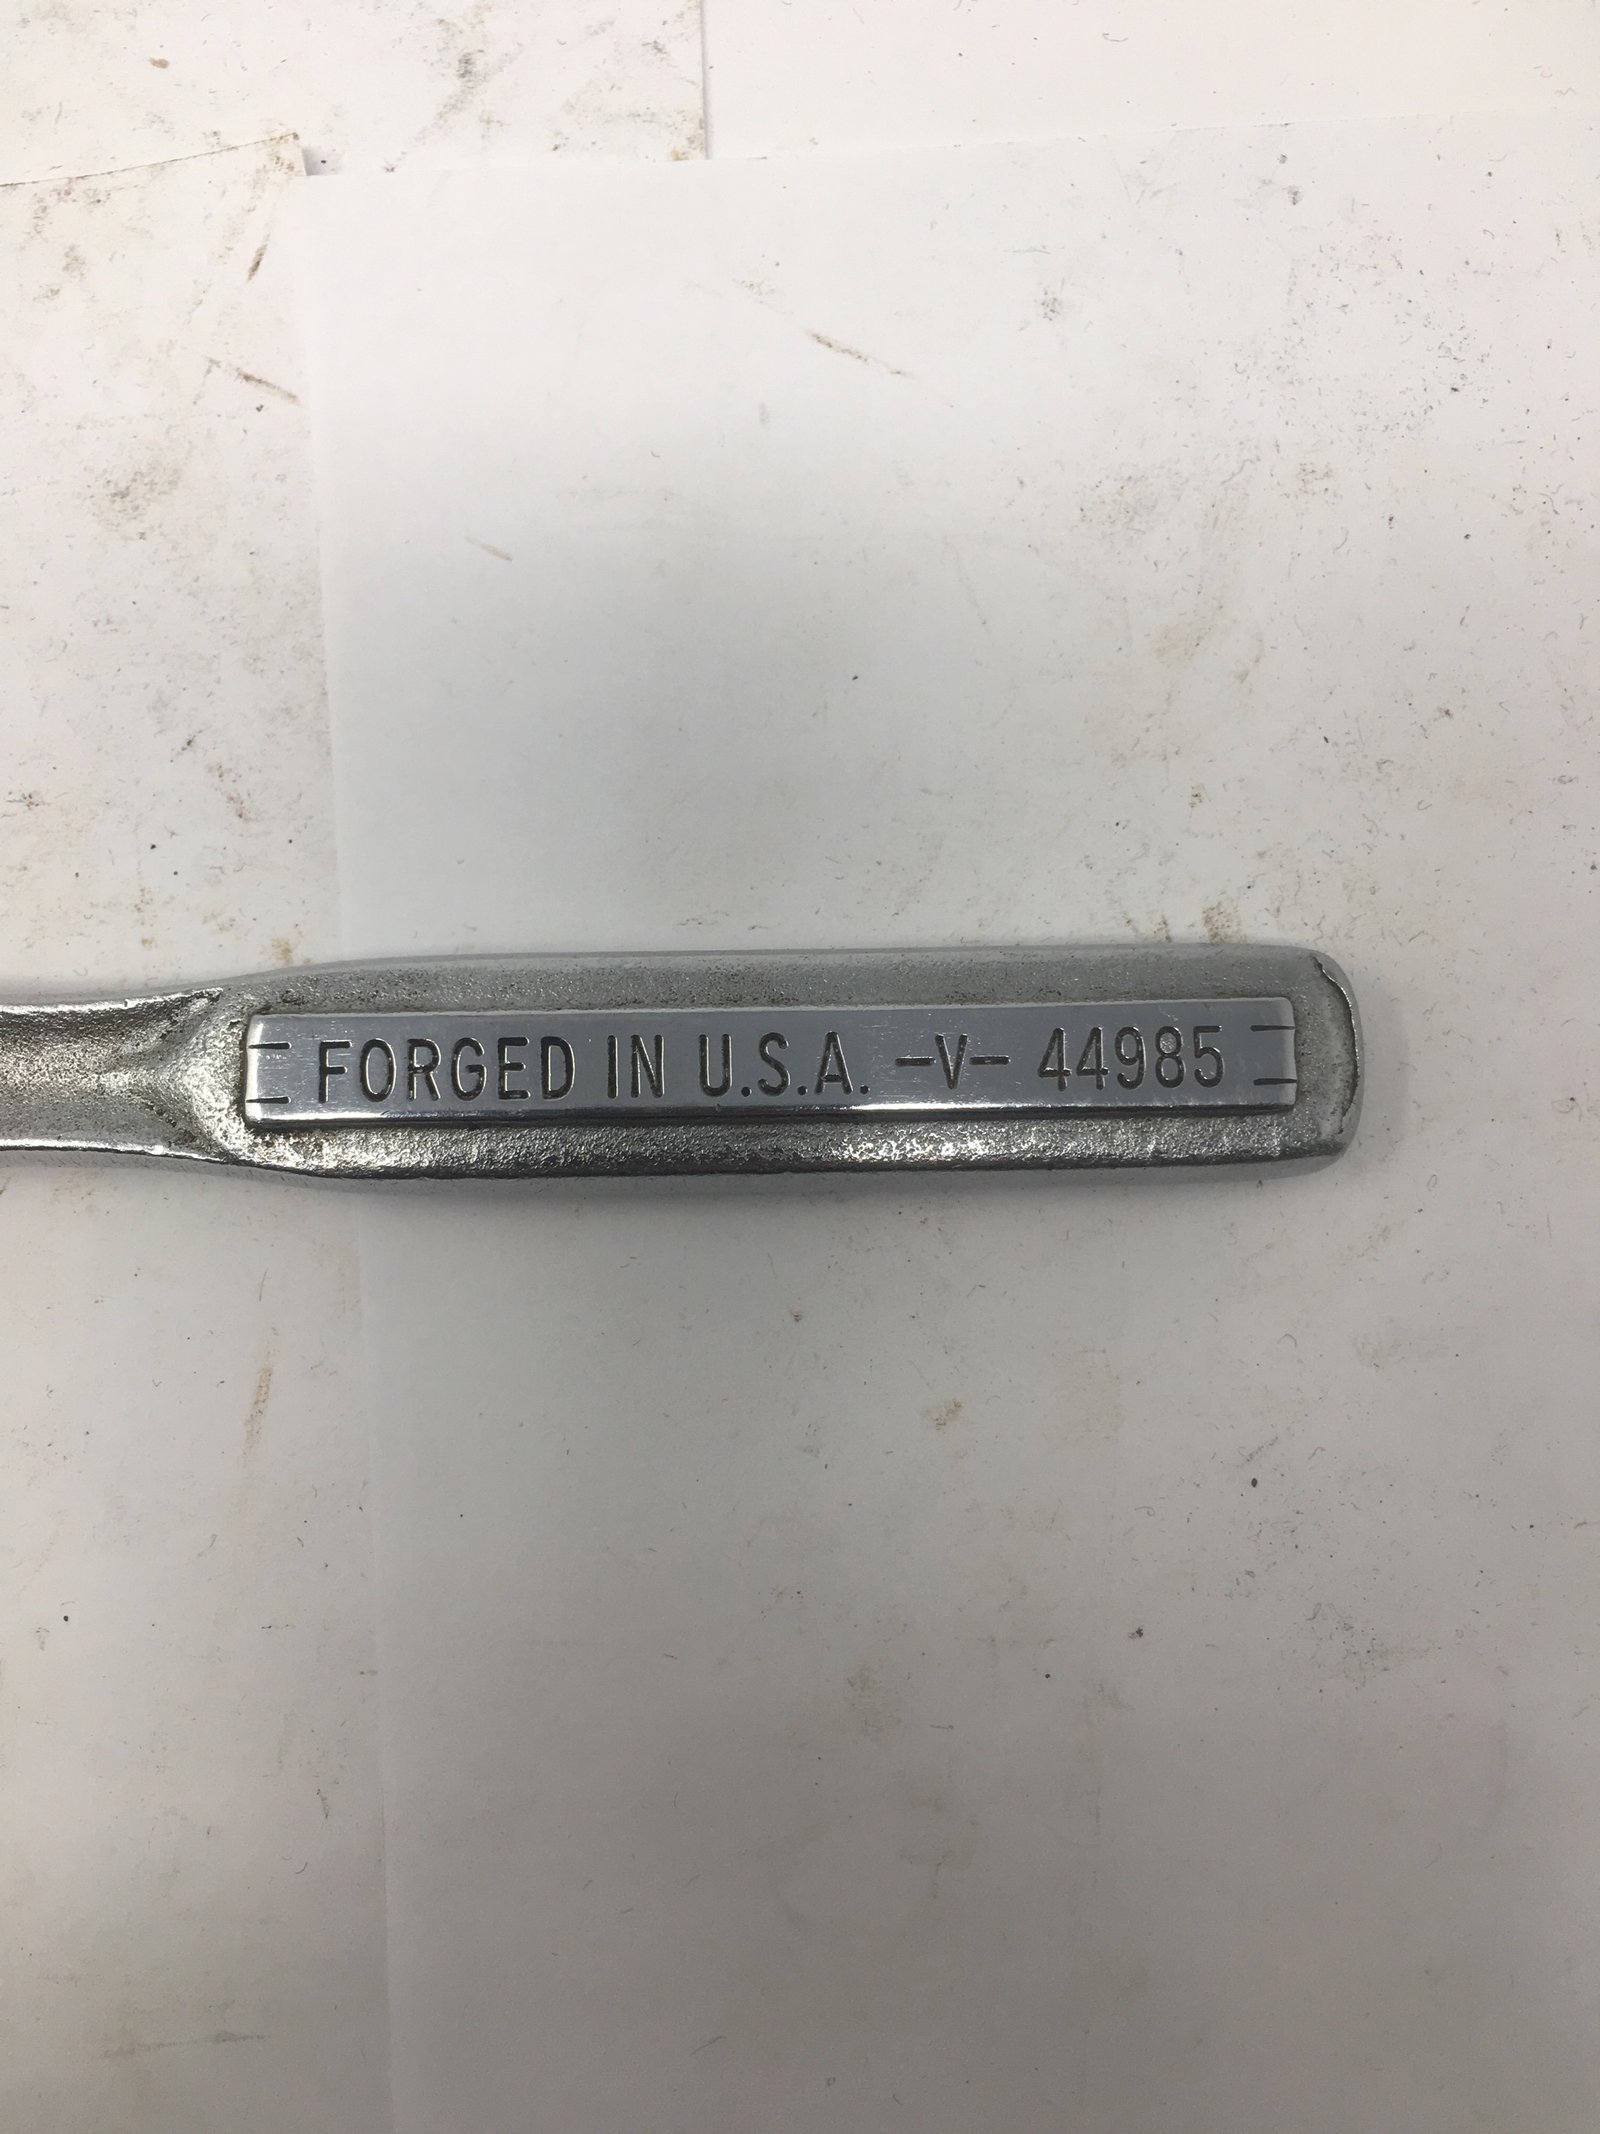 FORGED IN U.S.A. -V- 44985